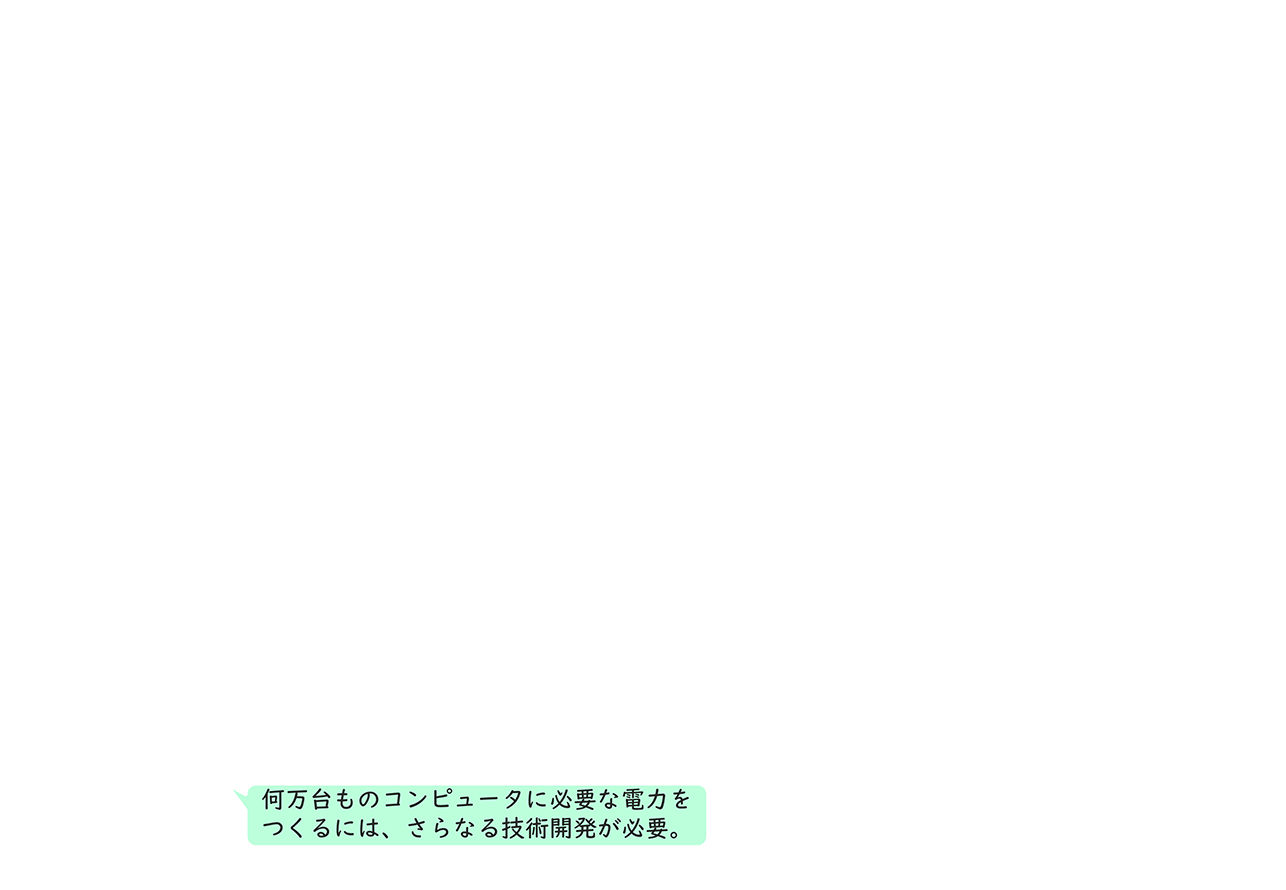 何万台ものコンピュータに必要な電力を
つくるには、さらなる技術開発が必要。